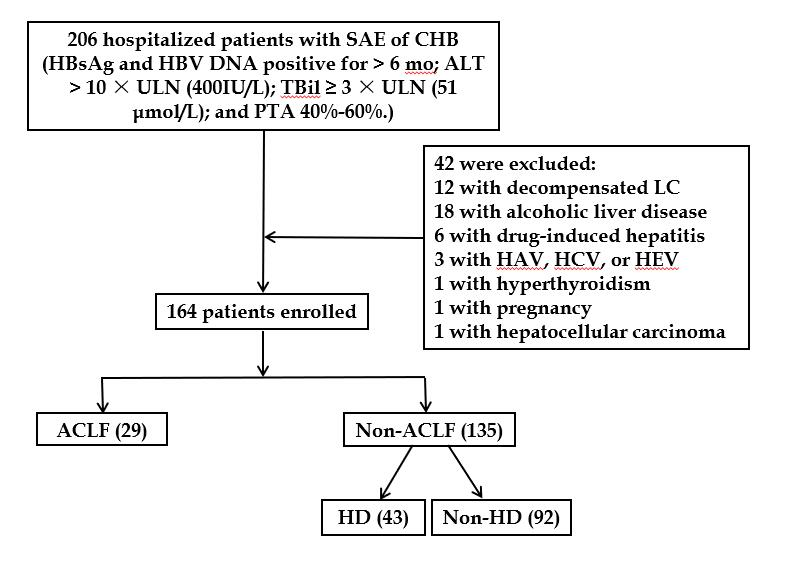 206 hospitalized patients with SAE of CHB
(HBsAg and HBV DNA positive for > 6 mo; ALT
> 10 × ULN (400IU/L); TBil ≥ 3 × ULN (51
μmol/L); and PTA 40%-60%.)
42 were excluded:
12 with decompensated LC
18 with alcoholic liver disease
6 with drug-induced hepatitis
3 with HAV, HCV, or HEV
1 with hyperthyroidism
1 with pregnancy
1 with hepatocellular carcinoma
164 patients enrolled
ACLF (29)
Non-ACLF (135)
HD (43)
Non-HD (92)